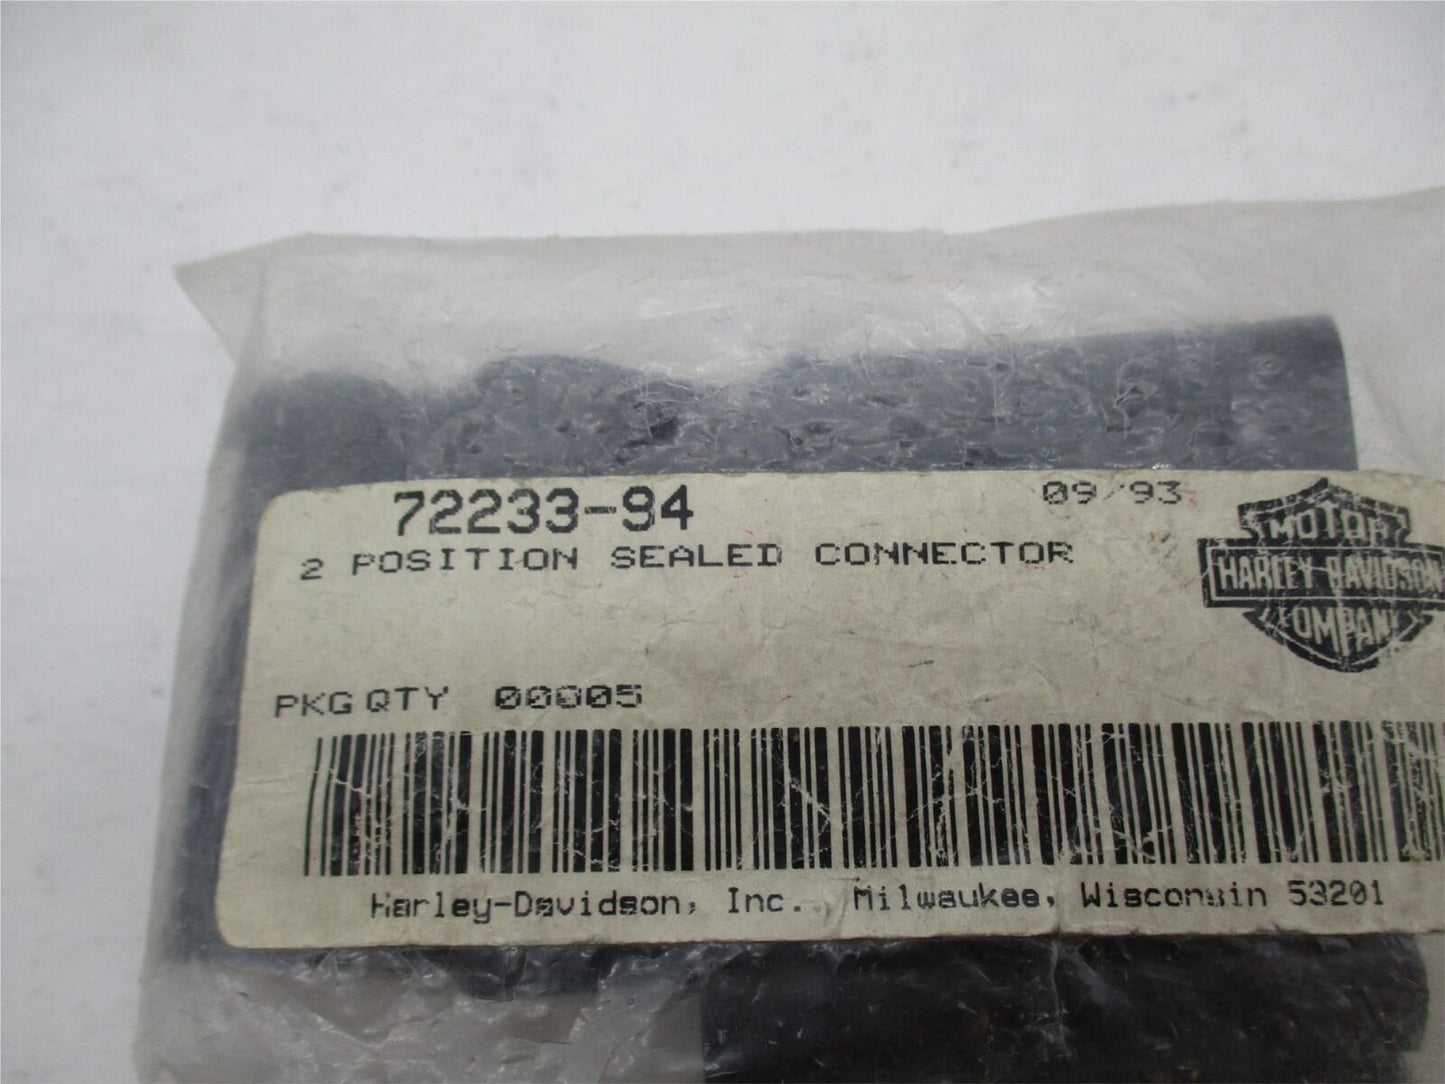 72233-94
09/93
2 POSITION SEALED CONNECTOR
MOTOR
HARLEY-DAVIDSON
COMPANY
PKG QTY 00005
Harley-Davidson, Inc. Milwaukee, Wisconsin 53201